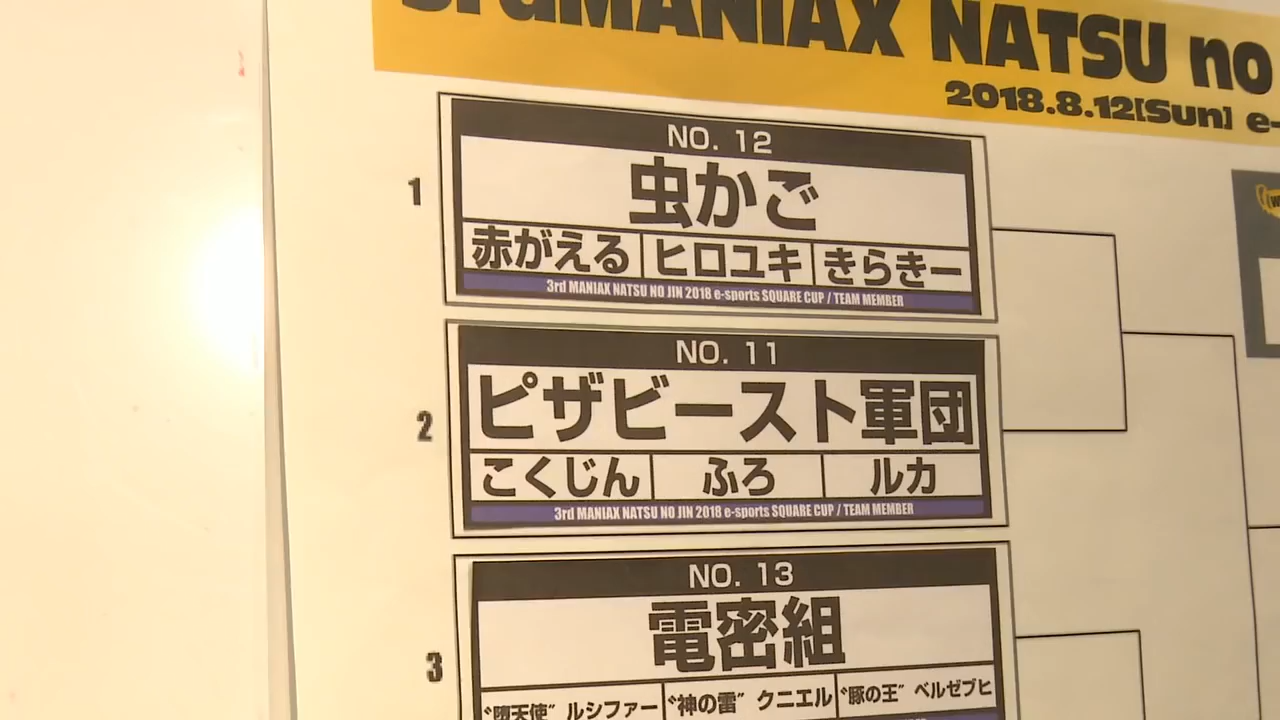 3rdMANIAX NATSU no
2018.8.12[Sun] e-
1
NO. 12
虫かご
赤がえる ヒロユキ きらきー
3rd MANIAX NATSU NO JIN 2018 e-sports SQUARE CUP / TEAM MEMBER
2
NO. 11
ピザビースト軍団
こくじん ふろ ルカ
3rd MANIAX NATSU NO JIN 2018 e-sports SQUARE CUP / TEAM MEMBER
3
NO. 13
電密組
“堕天使” ルシファー “神の雷” クニエル “豚の王” ベルゼブヒ